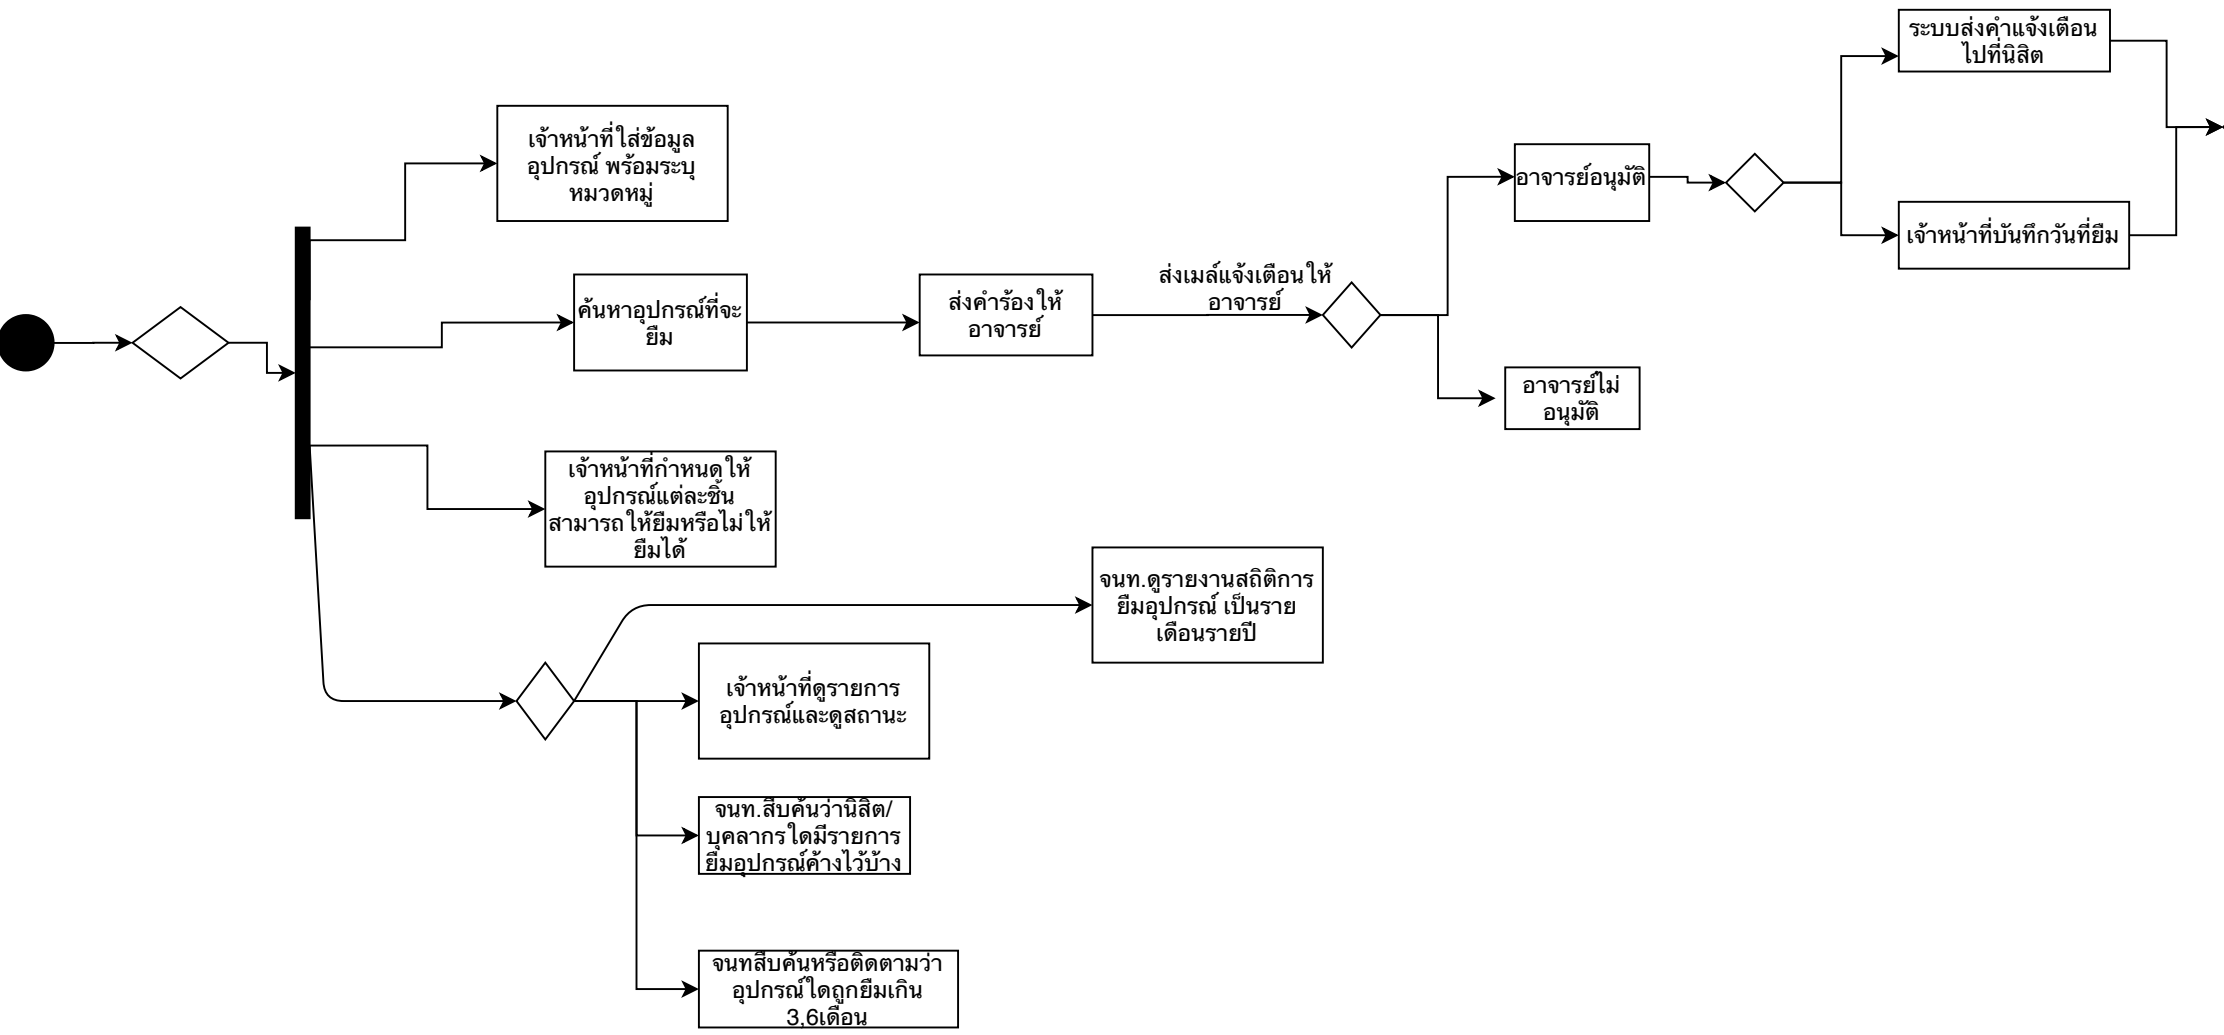 ระบบส่งคำแจ้งเตือน
ไปที่นิสิต
เจ้าหน้าที่ใส่ข้อมูล
อุปกรณ์ พร้อมระบุ
หมวดหมู่
อาจารย์อนุมัติ
เจ้าหน้าที่บันทึกวันที่ยืม
ค้นหาอุปกรณ์ที่จะ
ยืม
ส่งคำร้องให้
อาจารย์
ส่งเมล์แจ้งเตือนให้
อาจารย์
อาจารย์ไม่
อนุมัติ
เจ้าหน้าที่กำหนดให้
อุปกรณ์แต่ละชิ้น
สามารถให้ยืมหรือไม่ให้
ยืมได้
จนท.ดูรายงานสถิติการ
ยืมอุปกรณ์ เป็นราย
เดือนรายปี
เจ้าหน้าที่ดูรายการ
อุปกรณ์และดูสถานะ
จนท.สืบค้นว่านิสิต/
บุคลากรใดมีรายการ
ยืมอุปกรณ์ค้างไว้บ้าง
จนทสืบค้นหรือติดตามว่า
อุปกรณ์ใดถูกยืมเกิน
3,6เดือน